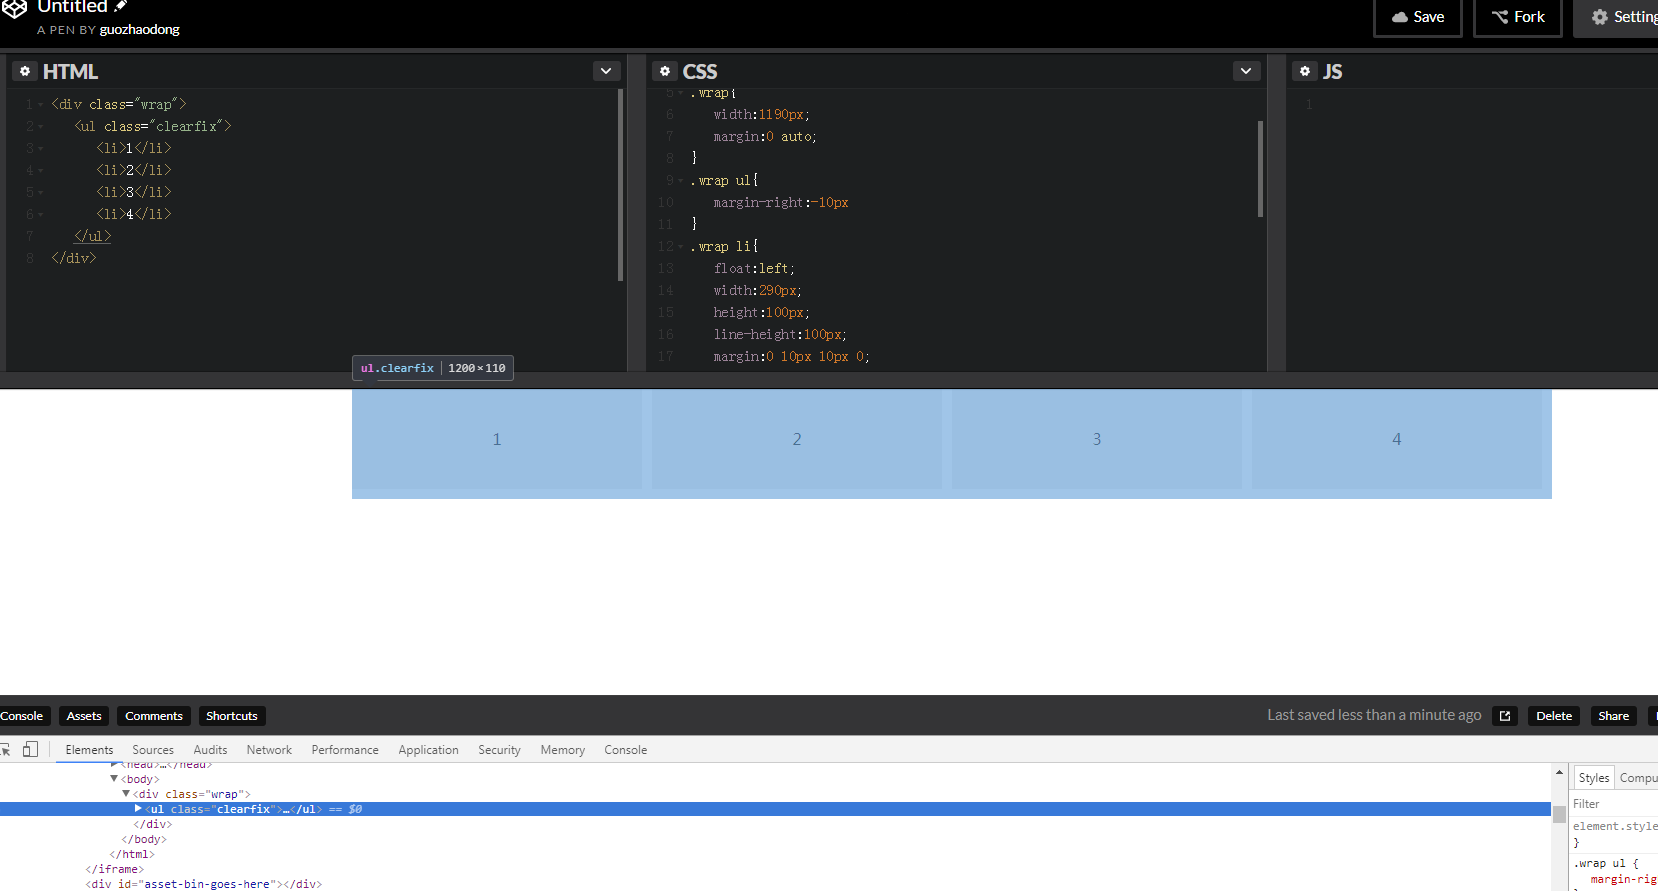 Untitled
A PEN BY guozhaodong
Save
Fork
Setting
HTML
1 <div class="wrap">
2 <ul class="clearfix">
3 <li>1</li>
4 <li>2</li>
5 <li>3</li>
6 <li>4</li>
7 </ul>
8 </div>
CSS
5 .wrap{
6 width:1190px;
7 margin:0 auto;
8 }
9 .wrap ul{
10 margin-right:-10px
11 }
12 .wrap li{
13 float:left;
14 width:290px;
15 height:100px;
16 line-height:100px;
17 margin:0 10px 10px 0;
JS
1
ul.clearfix 1200×110
1 2 3 4
Console Assets Comments Shortcuts
Last saved less than a minute ago
Delete Share
Elements Sources Audits Network Performance Application Security Memory Console
<head>…</head>
<body>
<div class="wrap">
<ul class="clearfix">…</ul> == $0
</div>
</body>
</html>
</iframe>
<div id="asset-bin-goes-here"></div>
Styles Compu
Filter
element.style
}
.wrap ul {
margin-rig